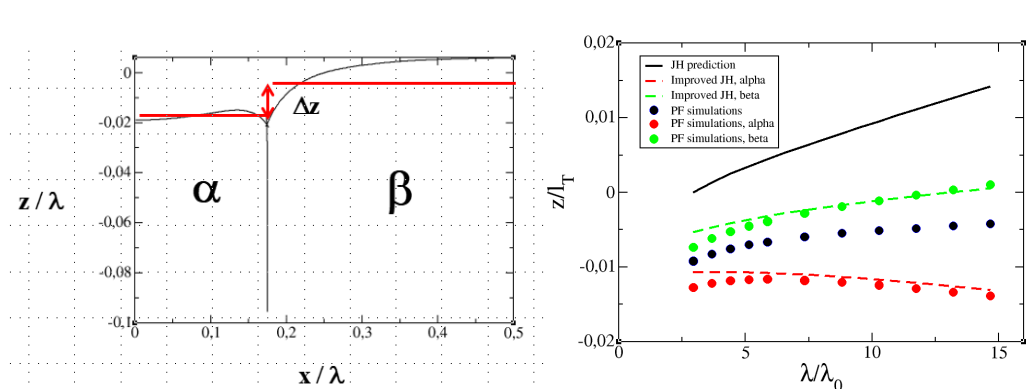 0
-0,02
-0,04
-0,06
-0,08
-0,1
z / λ
Δz
α
β
0
0,1
0,2
0,3
0,4
0,5
x / λ
0,02
0,01
0
-0,01
-0,02
z/l_T
JH prediction
Improved JH, alpha
Improved JH, beta
PF simulations
PF simulations, alpha
PF simulations, beta
0
5
10
15
λ/λ_0